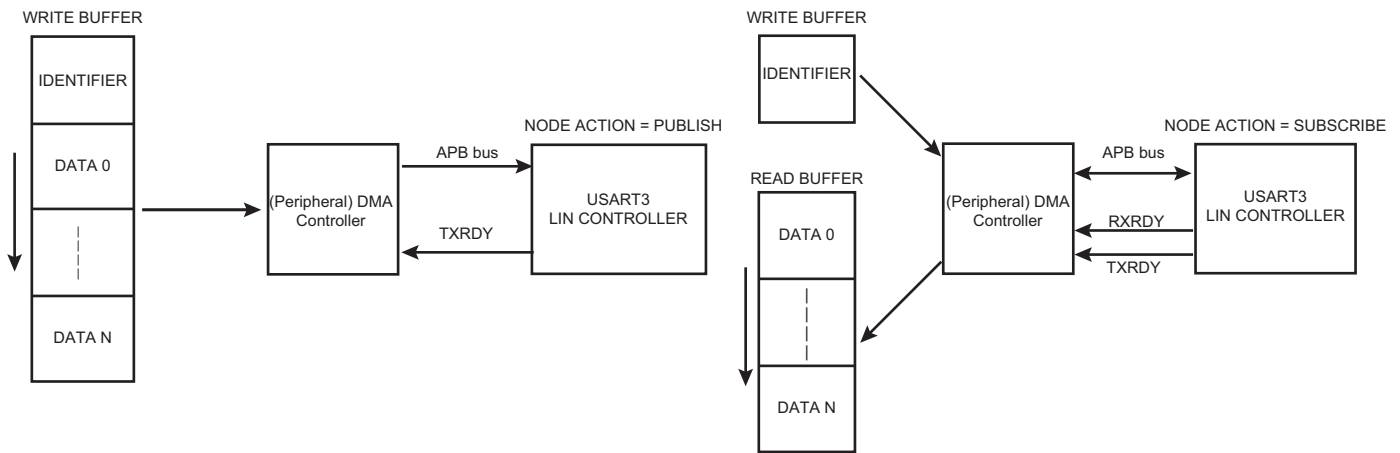 WRITE BUFFER
IDENTIFIER
DATA 0
DATA N
(Peripheral) DMA
Controller
APB bus
TXRDY
NODE ACTION = PUBLISH
USART3
LIN CONTROLLER
WRITE BUFFER
IDENTIFIER
READ BUFFER
DATA 0
DATA N
(Peripheral) DMA
Controller
APB bus
RXRDY
TXRDY
NODE ACTION = SUBSCRIBE
USART3
LIN CONTROLLER